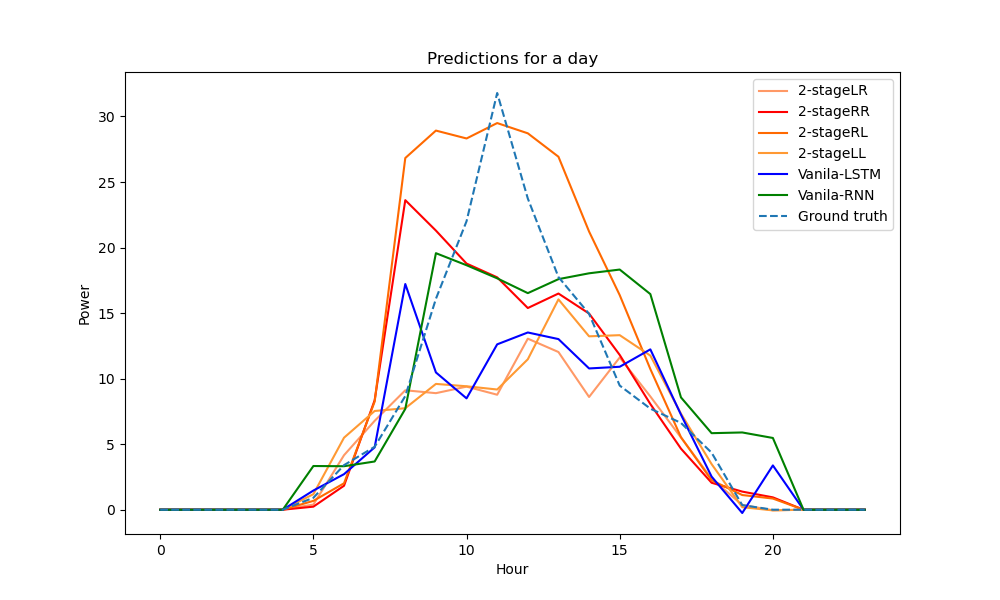 Predictions for a day
2-stageLR
2-stageRR
2-stageRL
2-stageLL
Vanila-LSTM
Vanila-RNN
Ground truth
30
25
20
15
10
5
0
Power
0 5 10 15 20
Hour